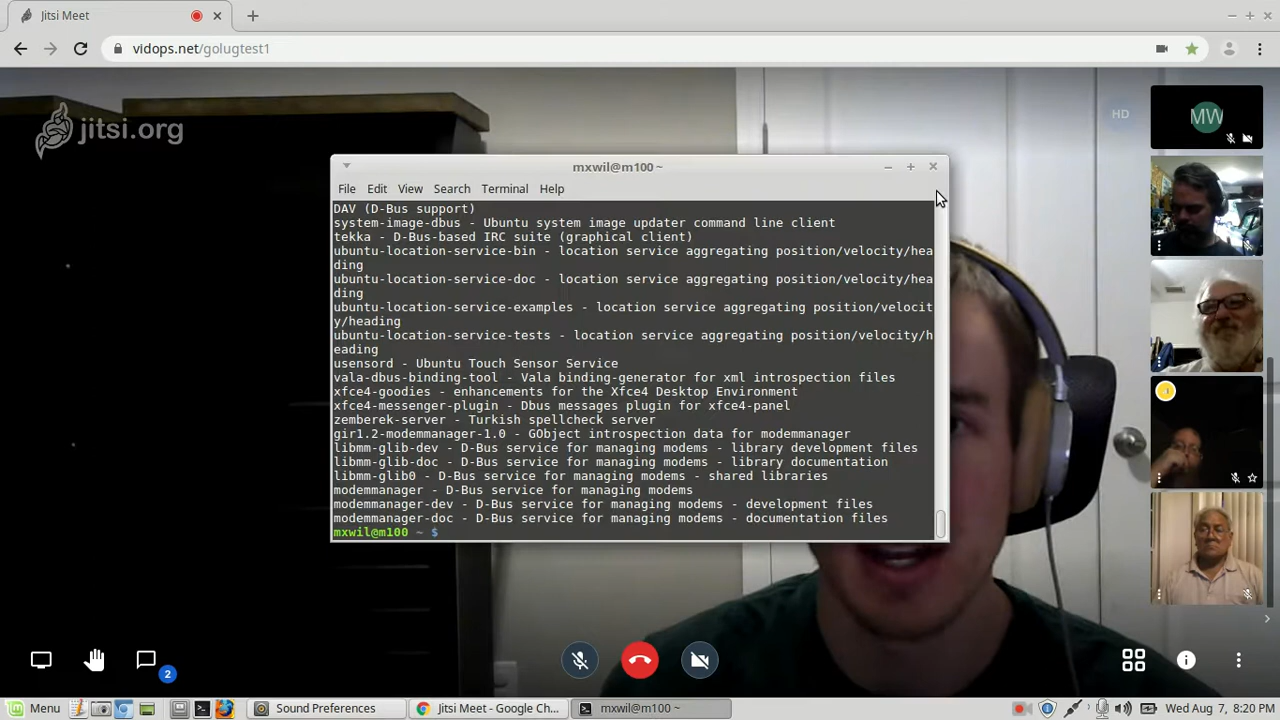 Jitsi Meet
vidops.net/golugtest1
jitsi.org
HD
MW
mxwil@m100 ~
File Edit View Search Terminal Help
DAV (D-Bus support)
system-image-dbus - Ubuntu system image updater command line client
tekka - D-Bus-based IRC suite (graphical client)
ubuntu-location-service-bin - location service aggregating position/velocity/hea
ding
ubuntu-location-service-doc - location service aggregating position/velocity/hea
ding
ubuntu-location-service-examples - location service aggregating position/velocit
y/heading
ubuntu-location-service-tests - location service aggregating position/velocity/h
eading
usensord - Ubuntu Touch Sensor Service
vala-dbus-binding-tool - Vala binding-generator for xml introspection files
xfce4-goodies - enhancements for the Xfce4 Desktop Environment
xfce4-messenger-plugin - Dbus messages plugin for xfce4-panel
zemberek-server - Turkish spellcheck server
gir1.2-modemmanager-1.0 - GObject introspection data for modemmanager
libmm-glib-dev - D-Bus service for managing modems - library development files
libmm-glib-doc - D-Bus service for managing modems - library documentation
libmm-glib0 - D-Bus service for managing modems - shared libraries
modemmanager - D-Bus service for managing modems
modemmanager-dev - D-Bus service for managing modems - development files
modemmanager-doc - D-Bus service for managing modems - documentation files
mxwil@m100 ~ $
2
Menu Sound Preferences Jitsi Meet - Google Ch... mxwil@m100 ~ Wed Aug 7, 8:20 PM